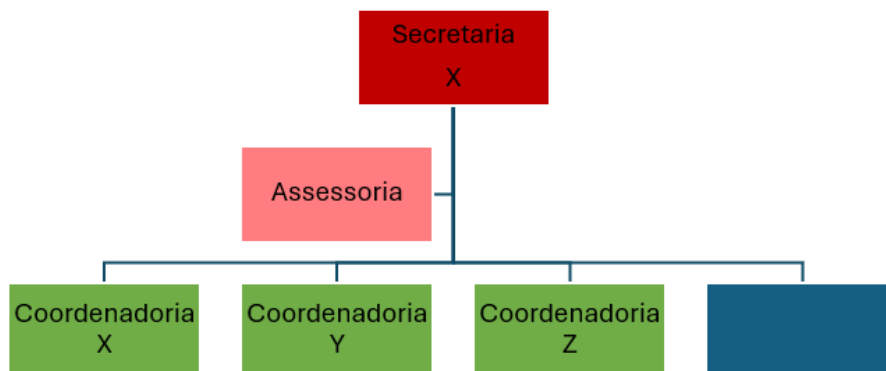 Secretaria
X
Assessoria
Coordenadoria
X
Coordenadoria
Y
Coordenadoria
Z